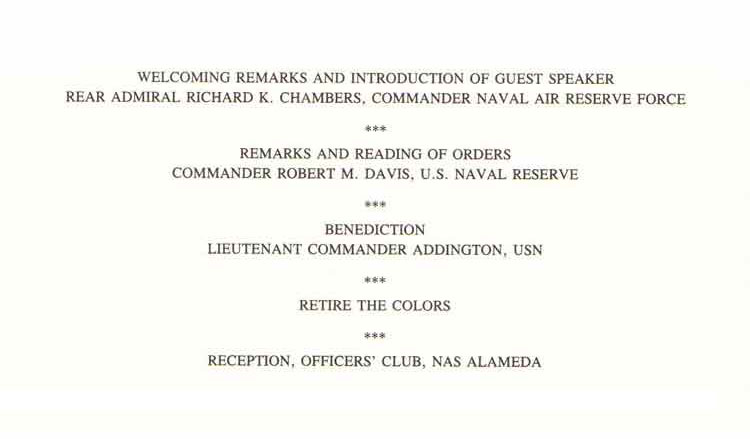 WELCOMING REMARKS AND INTRODUCTION OF GUEST SPEAKER
REAR ADMIRAL RICHARD K. CHAMBERS, COMMANDER NAVAL AIR RESERVE FORCE
***
REMARKS AND READING OF ORDERS
COMMANDER ROBERT M. DAVIS, U.S. NAVAL RESERVE
***
BENEDICTION
LIEUTENANT COMMANDER ADDINGTON, USN
***
RETIRE THE COLORS
***
RECEPTION, OFFICERS' CLUB, NAS ALAMEDA